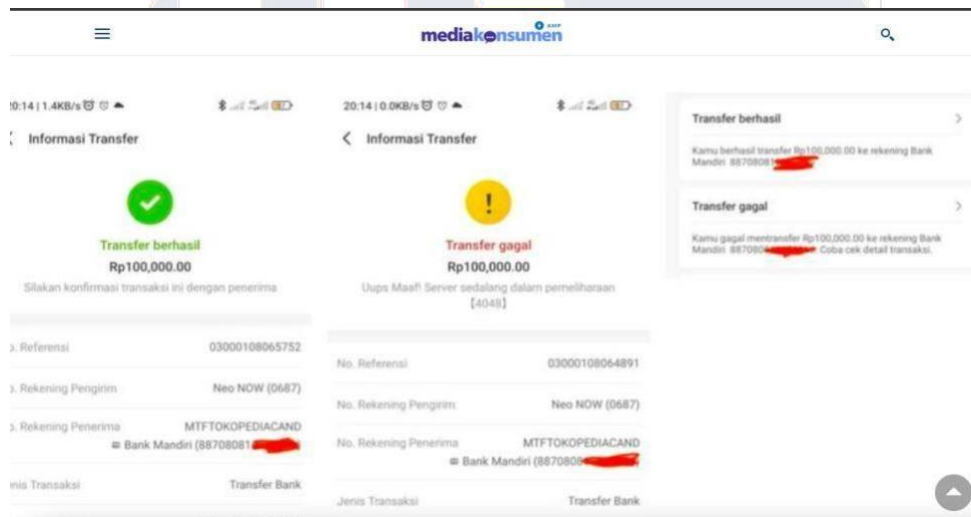 mediakonsumen
AMP
20:14 | 1.4KB/s
Informasi Transfer
Transfer berhasil
Rp100,000.00
Silakan konfirmasi transaksi ini dengan penerima
o. Referensi 03000108065752
o. Rekening Pengirim Neo NOW (0687)
o. Rekening Penerima MTFTOKOPEDIACAND
Bank Mandiri (88708081
enis Transaksi Transfer Bank
20:14 | 0.0KB/s
Informasi Transfer
Transfer gagal
Rp100,000.00
Uups Maaf! Server sedalang dalam pemeliharaan
【4048】
No. Referensi 03000108064891
No. Rekening Pengirim Neo NOW (0687)
No. Rekening Penerima MTFTOKOPEDIACAND
Bank Mandiri (8870808
Jenis Transaksi Transfer Bank
Transfer berhasil
Kamu berhasil transfer Rp100,000.00 ke rekening Bank
Mandiri 88708081
Transfer gagal
Kamu gagal mentransfer Rp100,000.00 ke rekening Bank
Mandiri 887080 Coba cek detail transaksi.